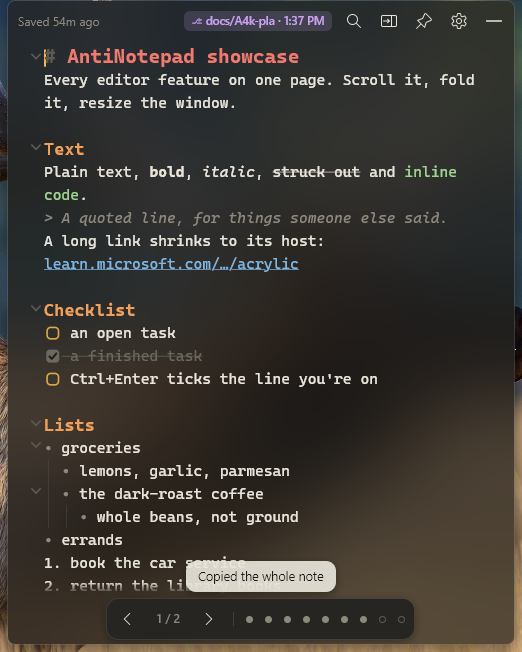 Saved 54m ago
docs/A4k-pla · 1:37 PM
# AntiNotepad showcase
Every editor feature on one page. Scroll it, fold
it, resize the window.
Text
Plain text, bold, italic, struck out and inline
code.
> A quoted line, for things someone else said.
A long link shrinks to its host:
learn.microsoft.com/…/acrylic
Checklist
an open task
a finished task
Ctrl+Enter ticks the line you're on
Lists
• groceries
• lemons, garlic, parmesan
• the dark-roast coffee
• whole beans, not ground
• errands
1. book the car service
2. return the
Copied the whole note
1 / 2